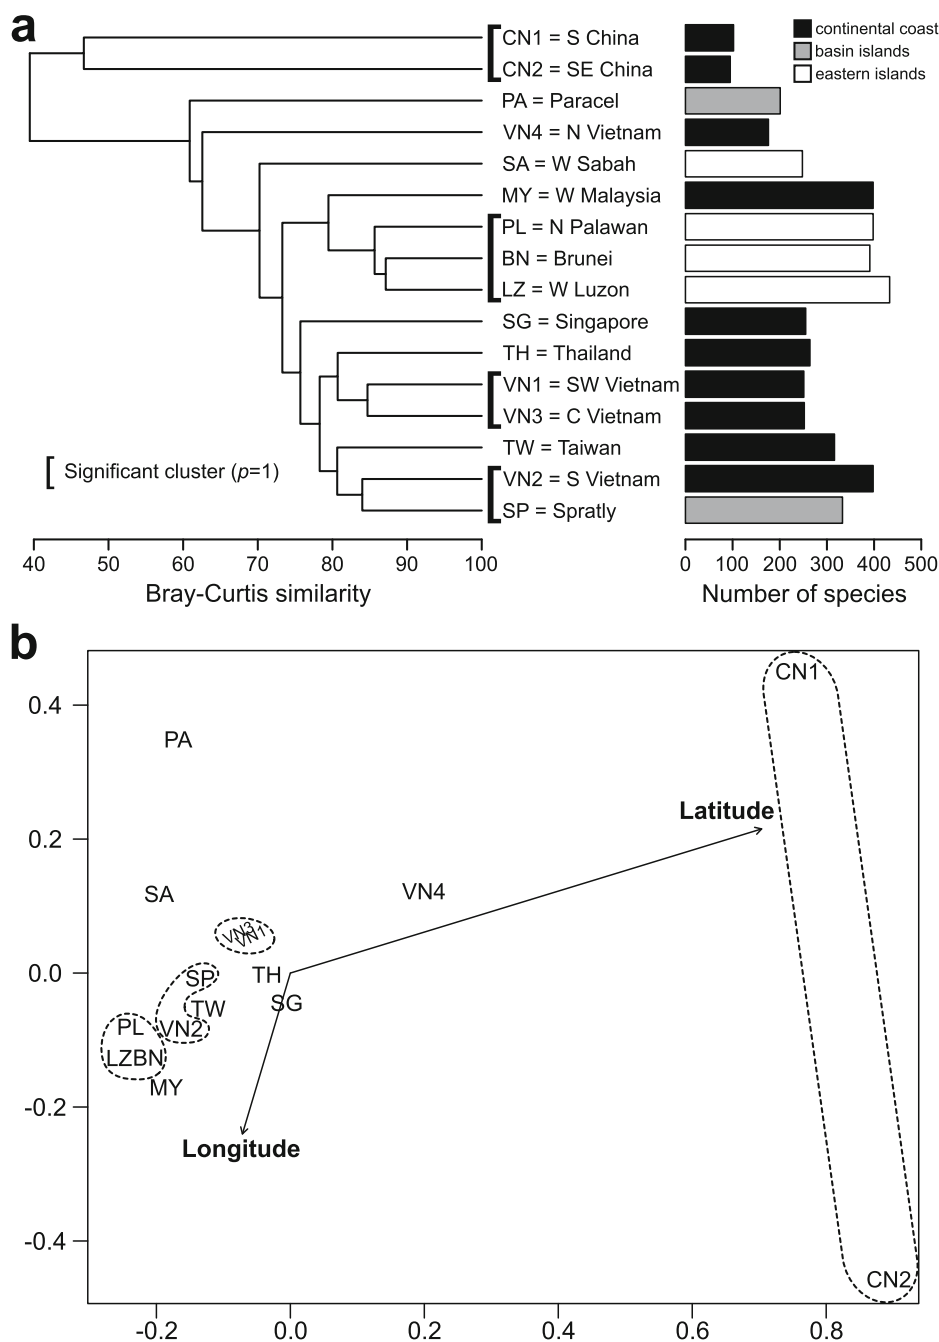 a
CN1 = S China
CN2 = SE China
PA = Paracel
VN4 = N Vietnam
SA = W Sabah
MY = W Malaysia
PL = N Palawan
BN = Brunei
LZ = W Luzon
SG = Singapore
TH = Thailand
VN1 = SW Vietnam
VN3 = C Vietnam
TW = Taiwan
VN2 = S Vietnam
SP = Spratly
continental coast
basin islands
eastern islands
Significant cluster (p=1)
40 50 60 70 80 90 100
Bray-Curtis similarity
0 100 200 300 400 500
Number of species
b
CN1
PA
Latitude
SA
VN4
VN3
VN1
TH
SP
SG
TW
PL
VN2
LZBN
MY
Longitude
CN2
0.4
0.2
0.0
-0.2
-0.4
-0.2 0.0 0.2 0.4 0.6 0.8